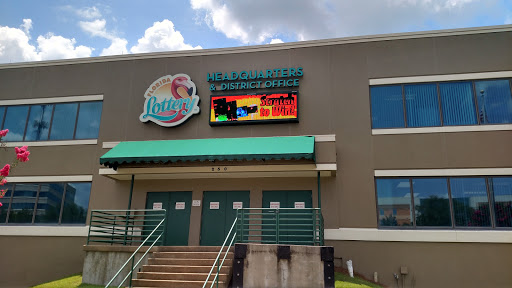 FLORIDA
Lottery
HEADQUARTERS
& DISTRICT OFFICE
Scratch
to Win